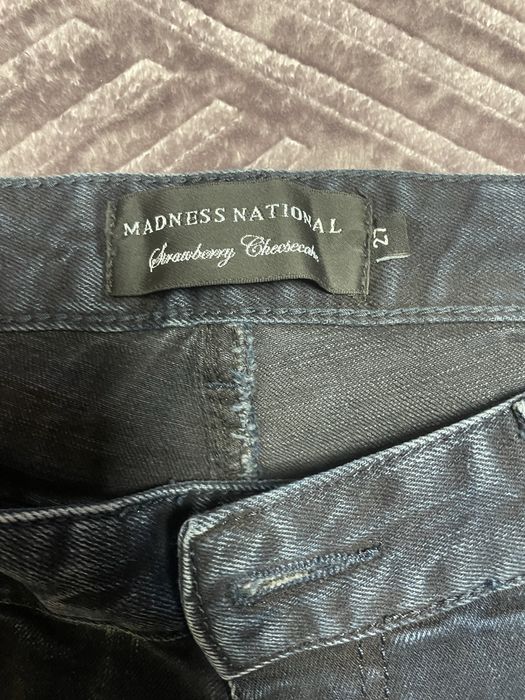 MADNESS NATIONAL
Strawberry Cheesecake
27